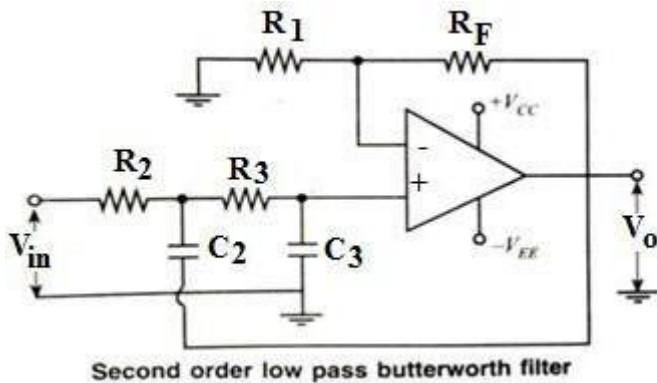 R1 RF
+VCC
R2 R3
-
+
Vin C2 C3 Vo
-VEE
Second order low pass butterworth filter